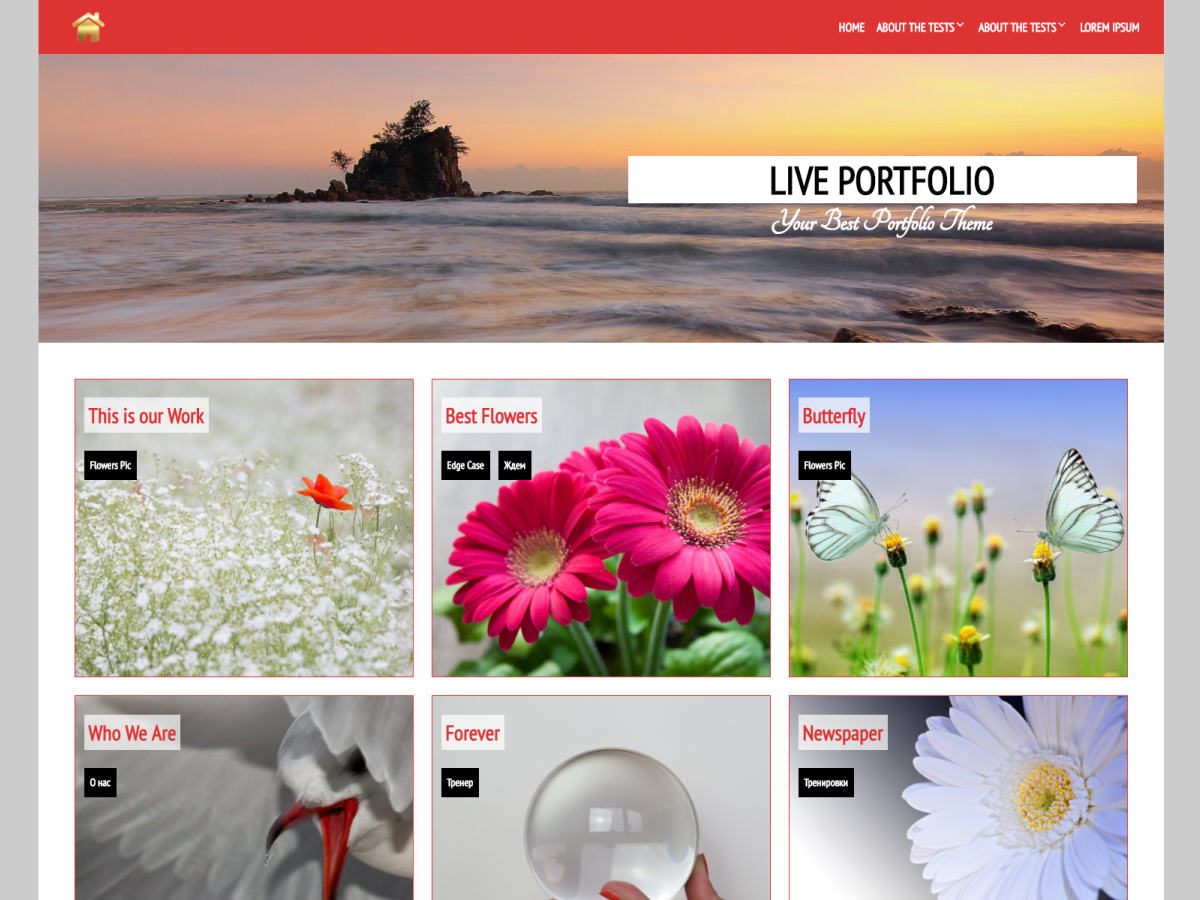 HOME ABOUT THE TESTS ABOUT THE TESTS LOREM IPSUM
LIVE PORTFOLIO
Your Best Portfolio Theme
This is our Work
Flowers Pic
Best Flowers
Edge Case Ждем
Butterfly
Flowers Pic
Who We Are
О нас
Forever
Тренер
Newspaper
Тренировки